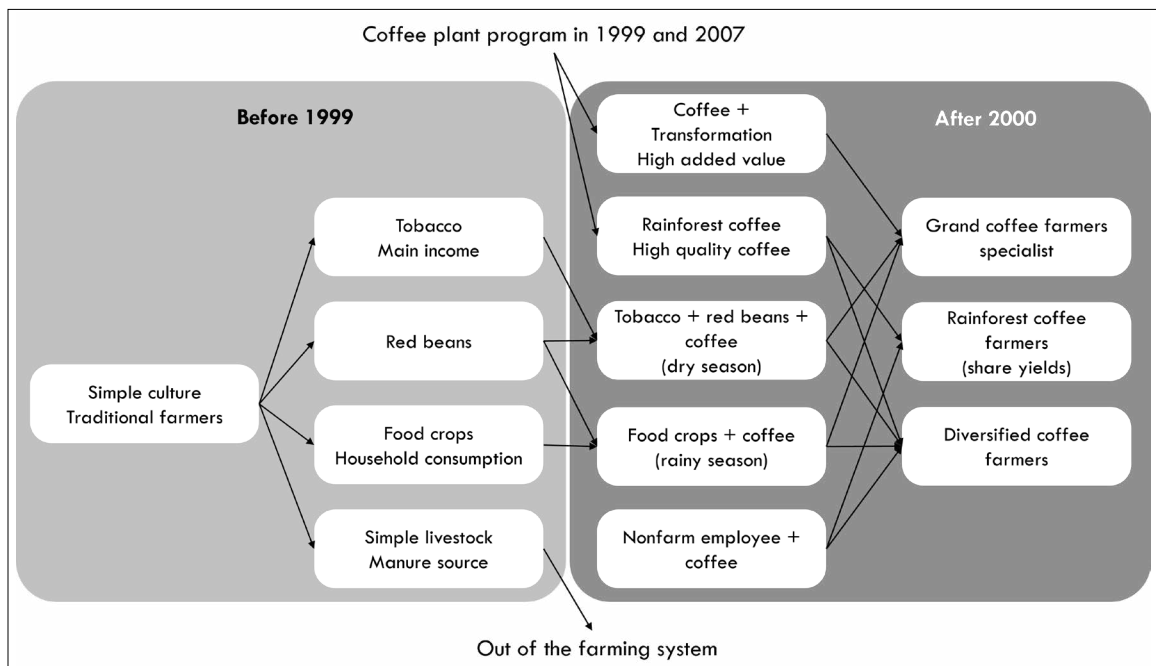 Coffee plant program in 1999 and 2007
Before 1999
After 2000
Simple culture
Traditional farmers
Tobacco
Main income
Red beans
Food crops
Household consumption
Simple livestock
Manure source
Coffee +
Transformation
High added value
Rainforest coffee
High quality coffee
Tobacco + red beans +
coffee
(dry season)
Food crops + coffee
(rainy season)
Nonfarm employee +
coffee
Grand coffee farmers
specialist
Rainforest coffee
farmers
(share yields)
Diversified coffee
farmers
Out of the farming system